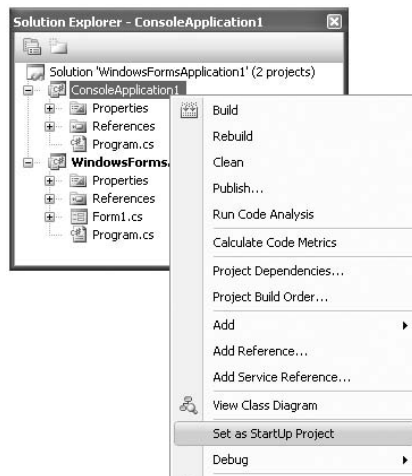 Solution Explorer - ConsoleApplication1
Solution 'WindowsFormsApplication1' (2 projects)
ConsoleApplication1
Properties
References
Program.cs
WindowsForms
Properties
References
Form1.cs
Program.cs
Build
Rebuild
Clean
Publish...
Run Code Analysis
Calculate Code Metrics
Project Dependencies...
Project Build Order...
Add
Add Reference...
Add Service Reference...
View Class Diagram
Set as StartUp Project
Debug